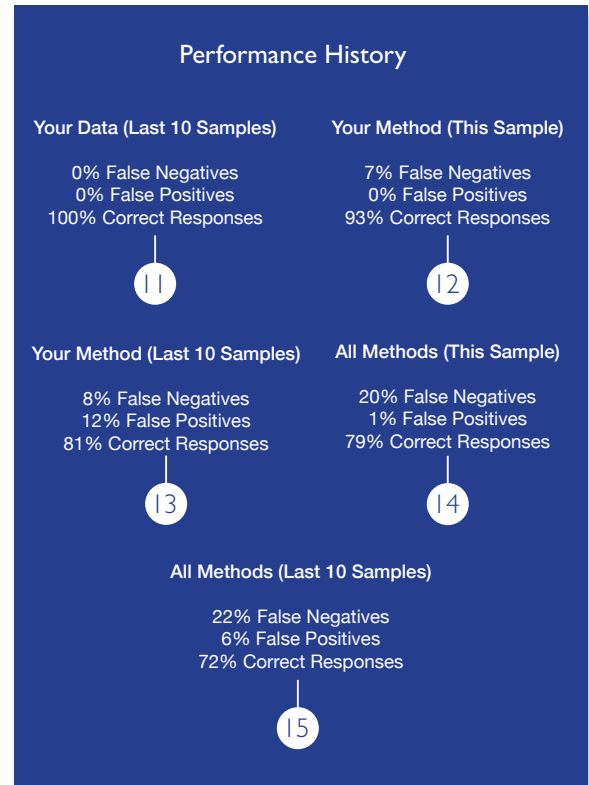 Performance History
Your Data (Last 10 Samples)
0% False Negatives
0% False Positives
100% Correct Responses
11
Your Method (This Sample)
7% False Negatives
0% False Positives
93% Correct Responses
12
Your Method (Last 10 Samples)
8% False Negatives
12% False Positives
81% Correct Responses
13
All Methods (This Sample)
20% False Negatives
1% False Positives
79% Correct Responses
14
All Methods (Last 10 Samples)
22% False Negatives
6% False Positives
72% Correct Responses
15